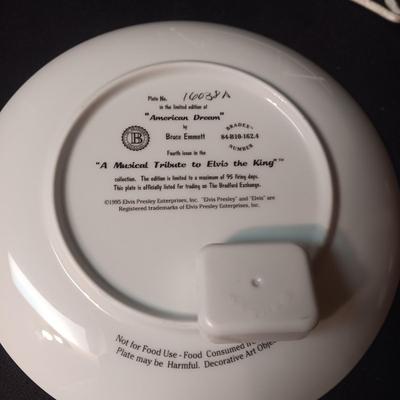 Plate No. 16038A
in the limited edition of
"American Dream"
by
Bruce Emmett
B
BRADEX®
84-B10-162.4
NUMBER
Fourth issue in the
"A Musical Tribute to Elvis the King"™
collection. The edition is limited to a maximum of 95 firing days.
This plate is officially listed for trading on The Bradford Exchange.
©1995 Elvis Presley Enterprises, Inc. "Elvis Presley" and "Elvis" are
Registered trademarks of Elvis Presley Enterprises, Inc.
Not for Food Use - Food Consumed
Plate may be Harmful. Decorative Art